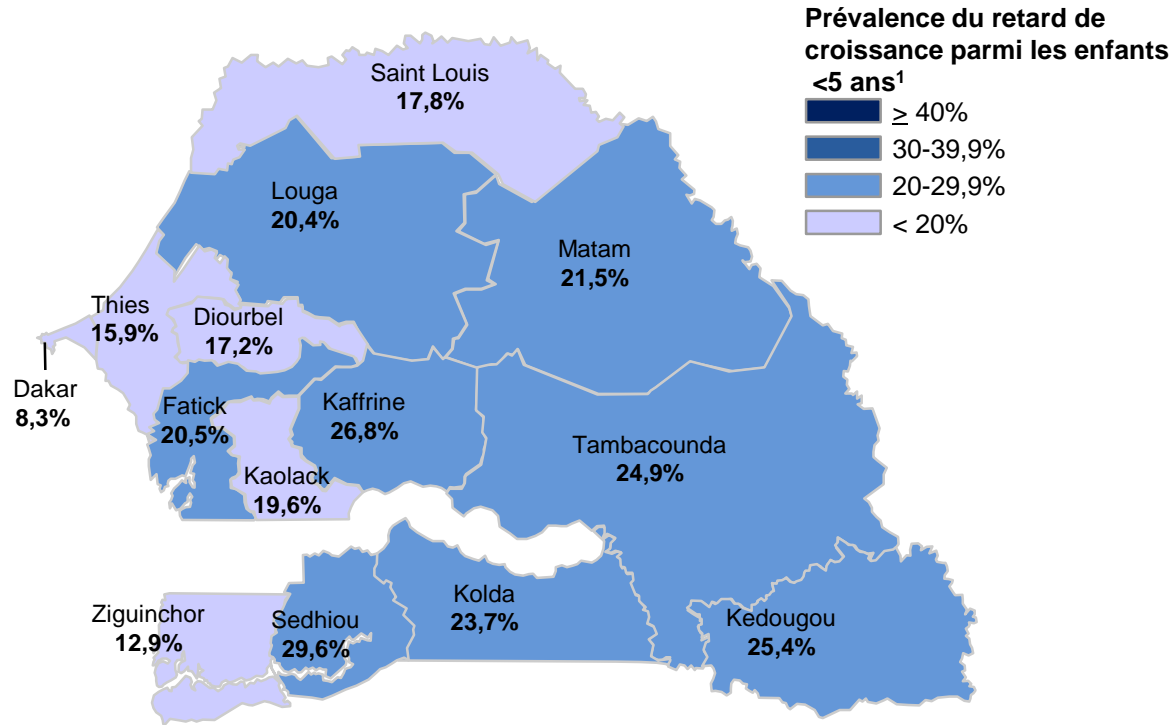 Prévalence du retard de
croissance parmi les enfants
<5 ans¹
≥ 40%
30-39,9%
20-29,9%
< 20%
Saint Louis
17,8%
Louga
20,4%
Matam
21,5%
Thies
15,9%
Diourbel
17,2%
Dakar
8,3%
Fatick
20,5%
Kaffrine
26,8%
Tambacounda
24,9%
Kaolack
19,6%
Ziguinchor
12,9%
Sedhiou
29,6%
Kolda
23,7%
Kedougou
25,4%